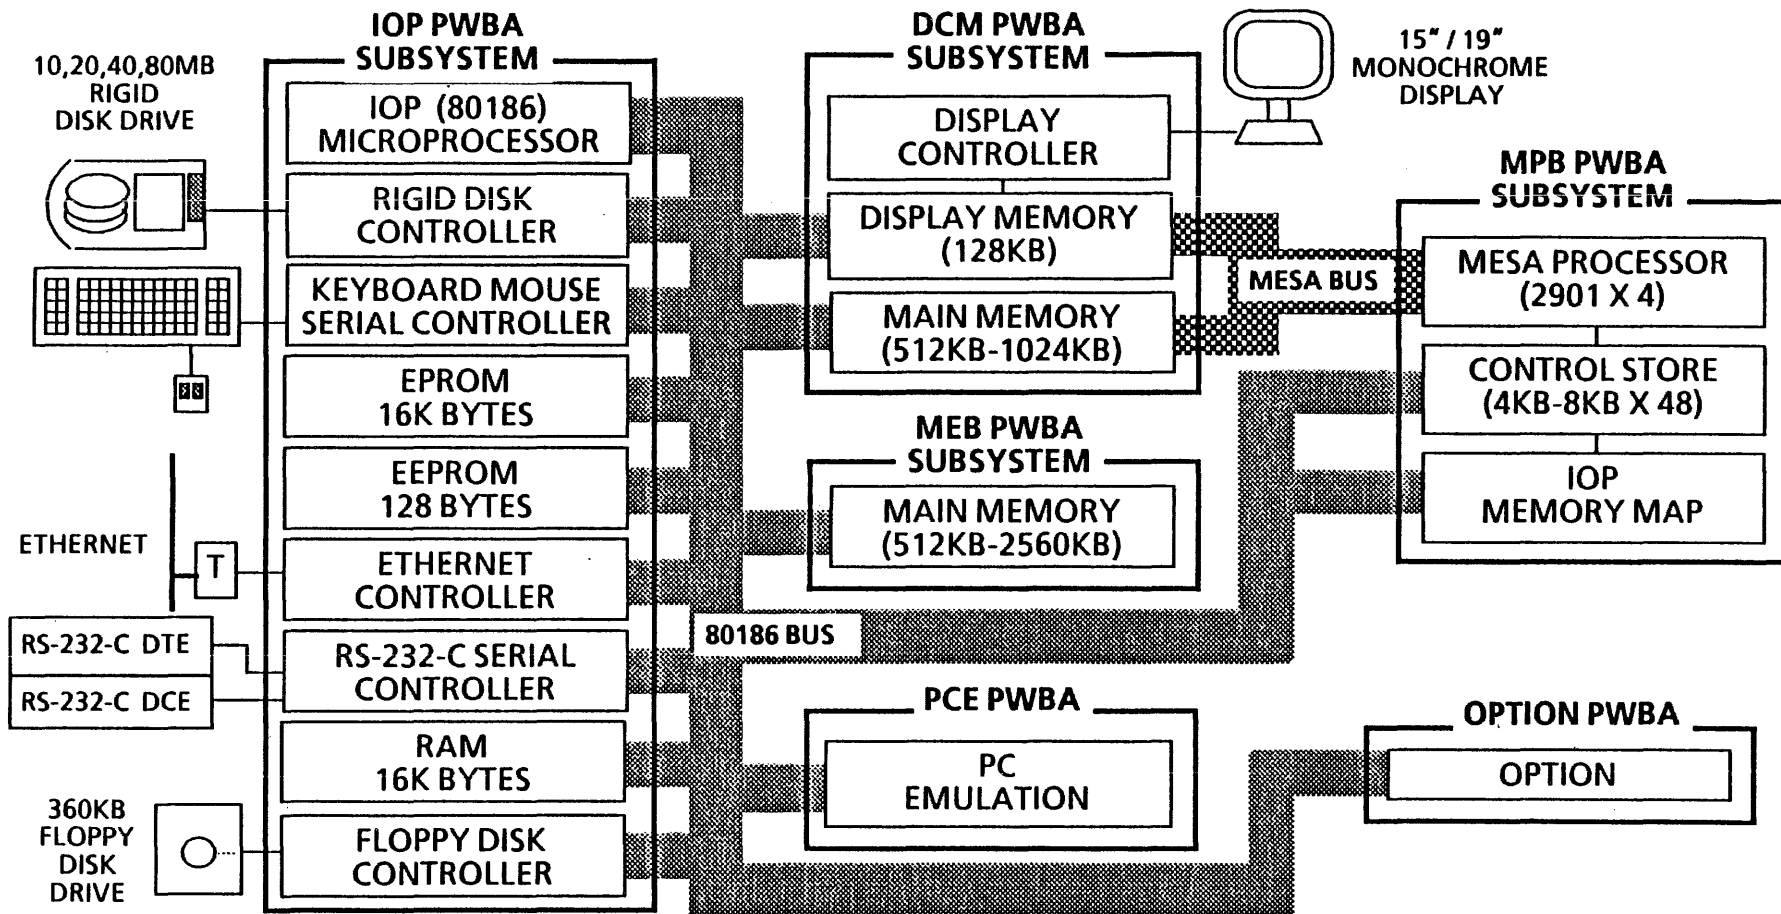 IOP PWBA
SUBSYSTEM
10,20,40,80MB
RIGID
DISK DRIVE
IOP (80186)
MICROPROCESSOR
RIGID DISK
CONTROLLER
KEYBOARD MOUSE
SERIAL CONTROLLER
EPROM
16K BYTES
EEPROM
128 BYTES
ETHERNET
T
ETHERNET
CONTROLLER
RS-232-C DTE
RS-232-C DCE
RS-232-C SERIAL
CONTROLLER
RAM
16K BYTES
360KB
FLOPPY
DISK
DRIVE
FLOPPY DISK
CONTROLLER
80186 BUS
DCM PWBA
SUBSYSTEM
DISPLAY
CONTROLLER
DISPLAY MEMORY
(128KB)
MAIN MEMORY
(512KB-1024KB)
15" / 19"
MONOCHROME
DISPLAY
MESA BUS
MEB PWBA
SUBSYSTEM
MAIN MEMORY
(512KB-2560KB)
MPB PWBA
SUBSYSTEM
MESA PROCESSOR
(2901 X 4)
CONTROL STORE
(4KB-8KB X 48)
IOP
MEMORY MAP
PCE PWBA
PC
EMULATION
OPTION PWBA
OPTION